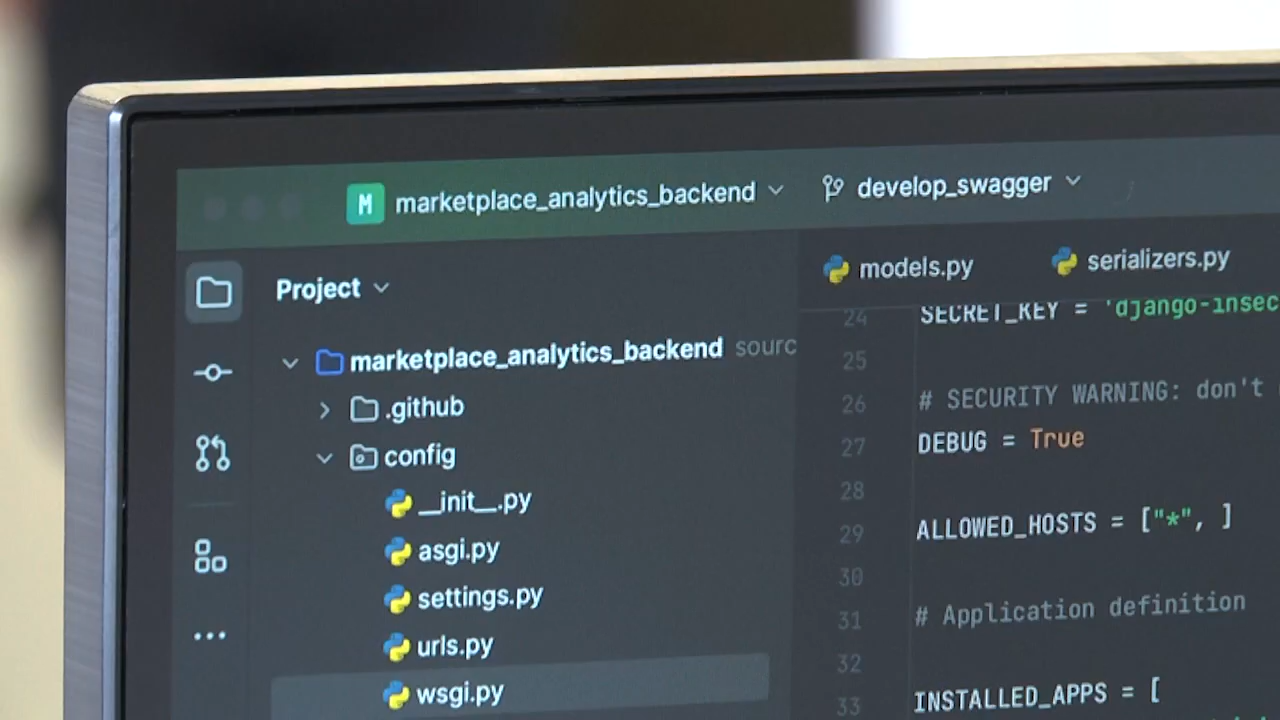 M marketplace_analytics_backend develop_swagger
Project
models.py serializers.py
marketplace_analytics_backend sourc
.github
config
__init__.py
asgi.py
settings.py
urls.py
wsgi.py
24 SECRET_KEY = 'django-insec
25
26 # SECURITY WARNING: don't
27 DEBUG = True
28
29 ALLOWED_HOSTS = ["*", ]
30
31 # Application definition
32
33 INSTALLED_APPS = [